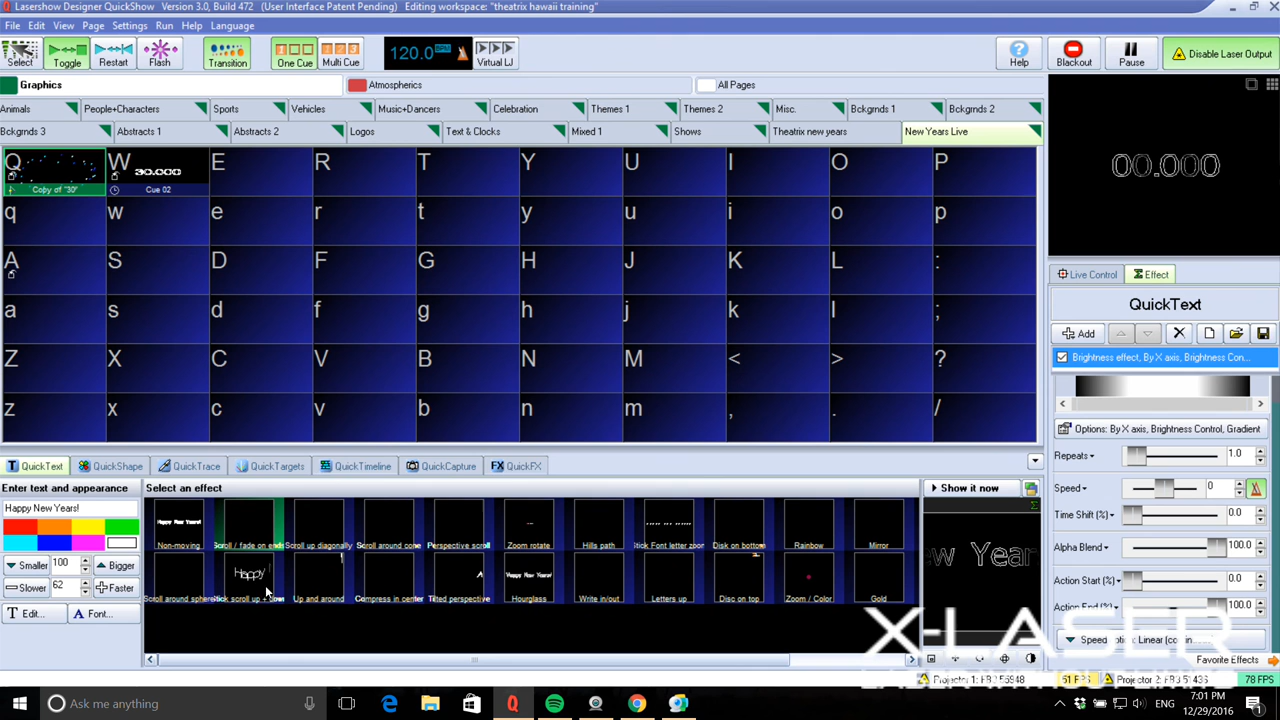 Lasershow Designer QuickShow Version 3.0, Build 472 (User Interface Patent Pending) Editing workspace: "theatrix hawaii training"
File Edit View Page Settings Run Help Language
Select Toggle Restart Flash Transition One Cue Multi Cue 120.0 Virtual LJ Help Blackout Pause Disable Laser Output
Graphics Atmospherics All Pages
Animals People+Characters Sports Vehicles Music+Dancers Celebration Themes 1 Themes 2 Misc. Bckgrnds 1 Bckgrnds 2
Bckgrnds 3 Abstracts 1 Abstracts 2 Logos Text & Clocks Mixed 1 Shows Theatrix new years New Years Live
Q W 30.000 E R T Y U I O P
Copy of "30" Cue 02
00.000
q w e r t y u i o p
A S D F G H J K L :
a s d f g h j k l ;
Z X C V B N M < > ?
z x c v b n m , . /
Live Control Effect
QuickText
Add
Brightness effect, By X axis, Brightness Con...
Options: By X axis, Brightness Control, Gradient
Repeats 1.0
Speed 0
Time Shift (%) 0.0
Alpha Blend 100.0
Action Start (%) 0.0
Action End (%) 100.0
Speed option: Linear
Favorite Effects
QuickText QuickShape QuickTrace QuickTargets QuickTimeline QuickCapture QuickFX
Enter text and appearance Select an effect Show it now
Happy New Years!
Smaller 100 Bigger
Slower 62 Faster
Edit... Font...
Happy New Years!
Non-moving Scroll / fade on ends Scroll up diagonally Scroll around cone Perspective scroll Zoom rotate Hills path Stick Font letter zoom Disk on bottom Rainbow Mirror
Happy A Happy New Years!
Scroll around sphere Stick scroll up + down Up and around Compress in center Tilted perspective Hourglass Write in/out Letters up Disc on top Zoom / Color Gold
ew Year
X-LASER
Projector 1: 51 FPS Projector 2: 78 FPS
Ask me anything
ENG 7:01 PM
12/29/2016